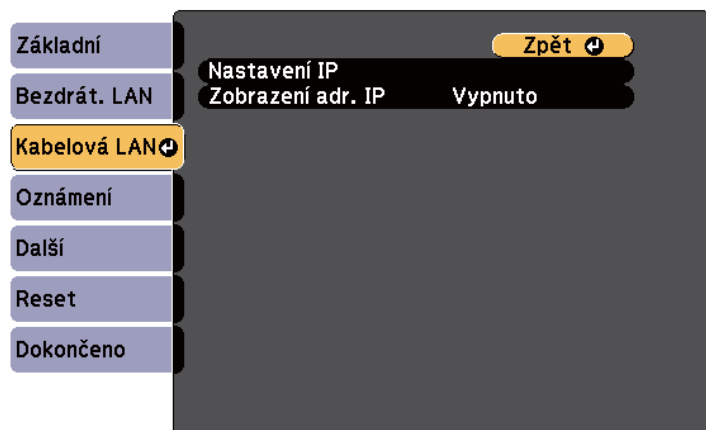 Základní
Bezdrát. LAN
Kabelová LAN
Oznámení
Další
Reset
Dokončeno
Zpět
Nastavení IP
Zobrazení adr. IP Vypnuto